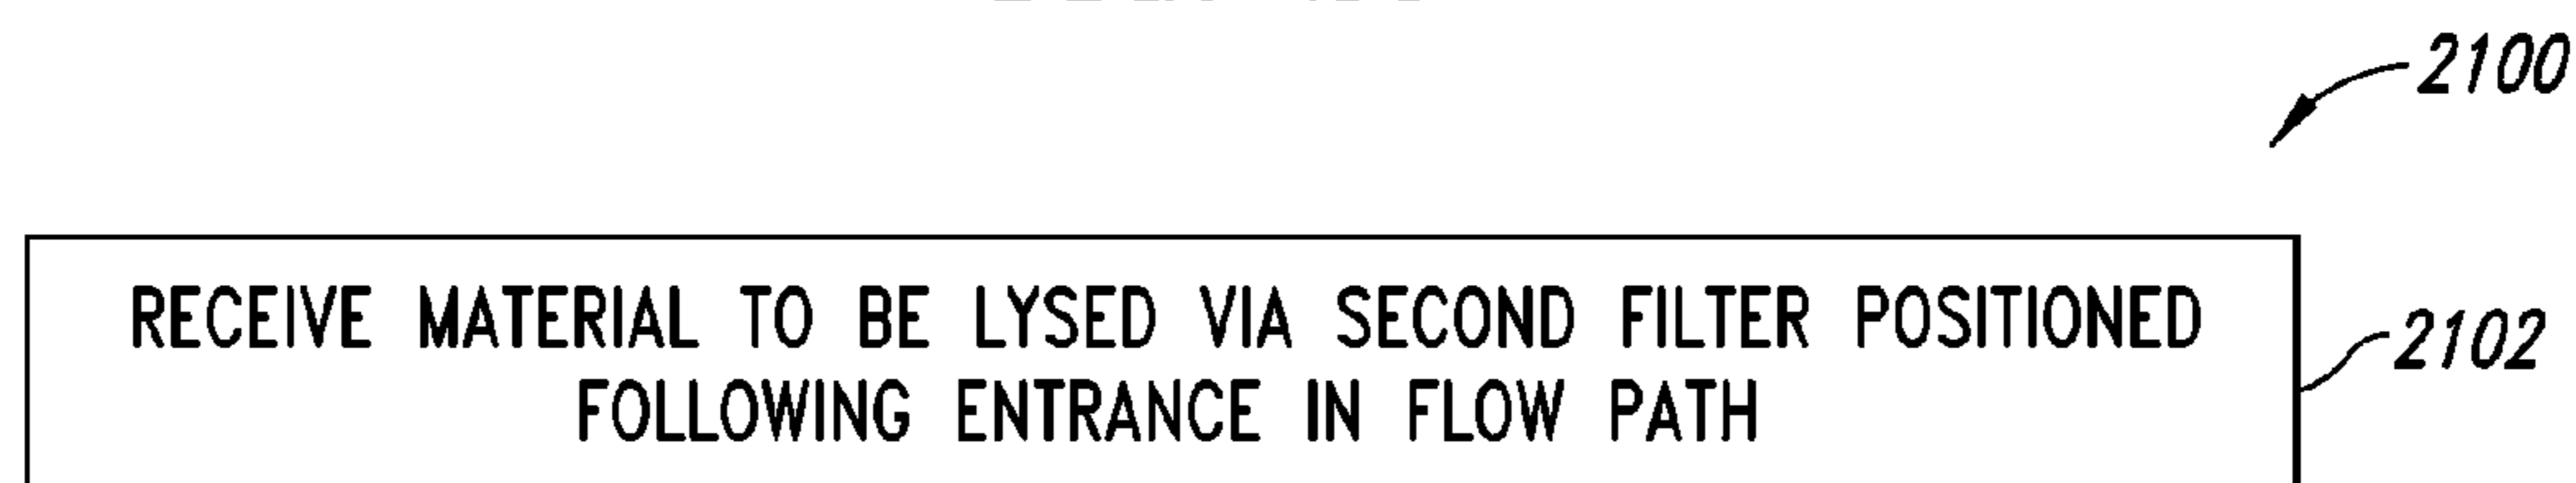 2100
RECEIVE MATERIAL TO BE LYSED VIA SECOND FILTER POSITIONED
2102
FOLLOWING ENTRANCE IN FLOW PATH